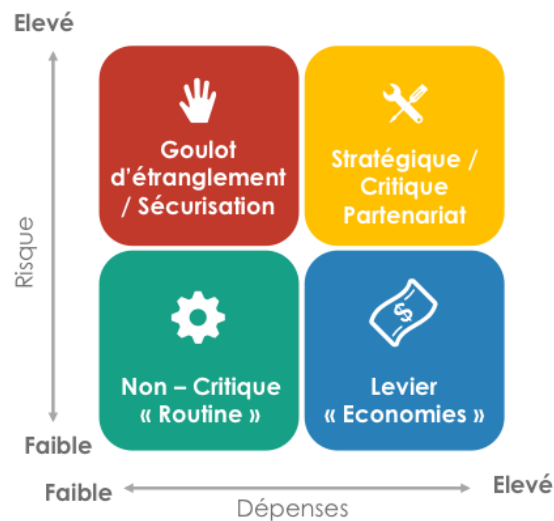 Elevé
Goulot
d'étranglement
/ Sécurisation
Stratégique /
Critique
Partenariat
Risque
$
Non – Critique
« Routine »
Levier
« Economies »
Faible
Faible
Elevé
Dépenses